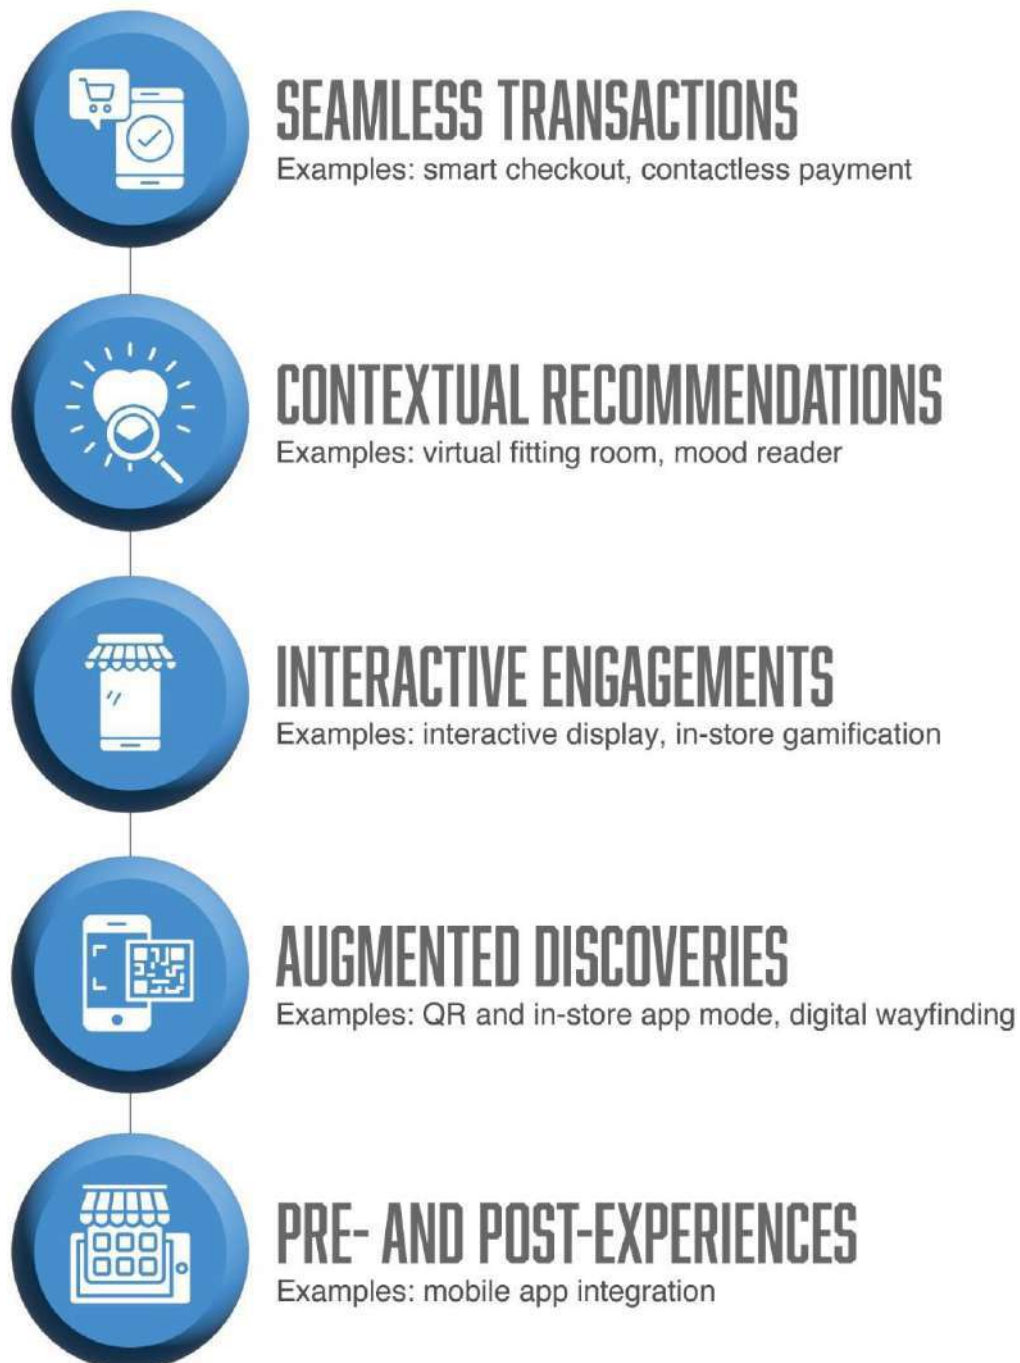 SEAMLESS TRANSACTIONS
Examples: smart checkout, contactless payment
CONTEXTUAL RECOMMENDATIONS
Examples: virtual fitting room, mood reader
INTERACTIVE ENGAGEMENTS
Examples: interactive display, in-store gamification
AUGMENTED DISCOVERIES
Examples: QR and in-store app mode, digital wayfinding
PRE- AND POST-EXPERIENCES
Examples: mobile app integration